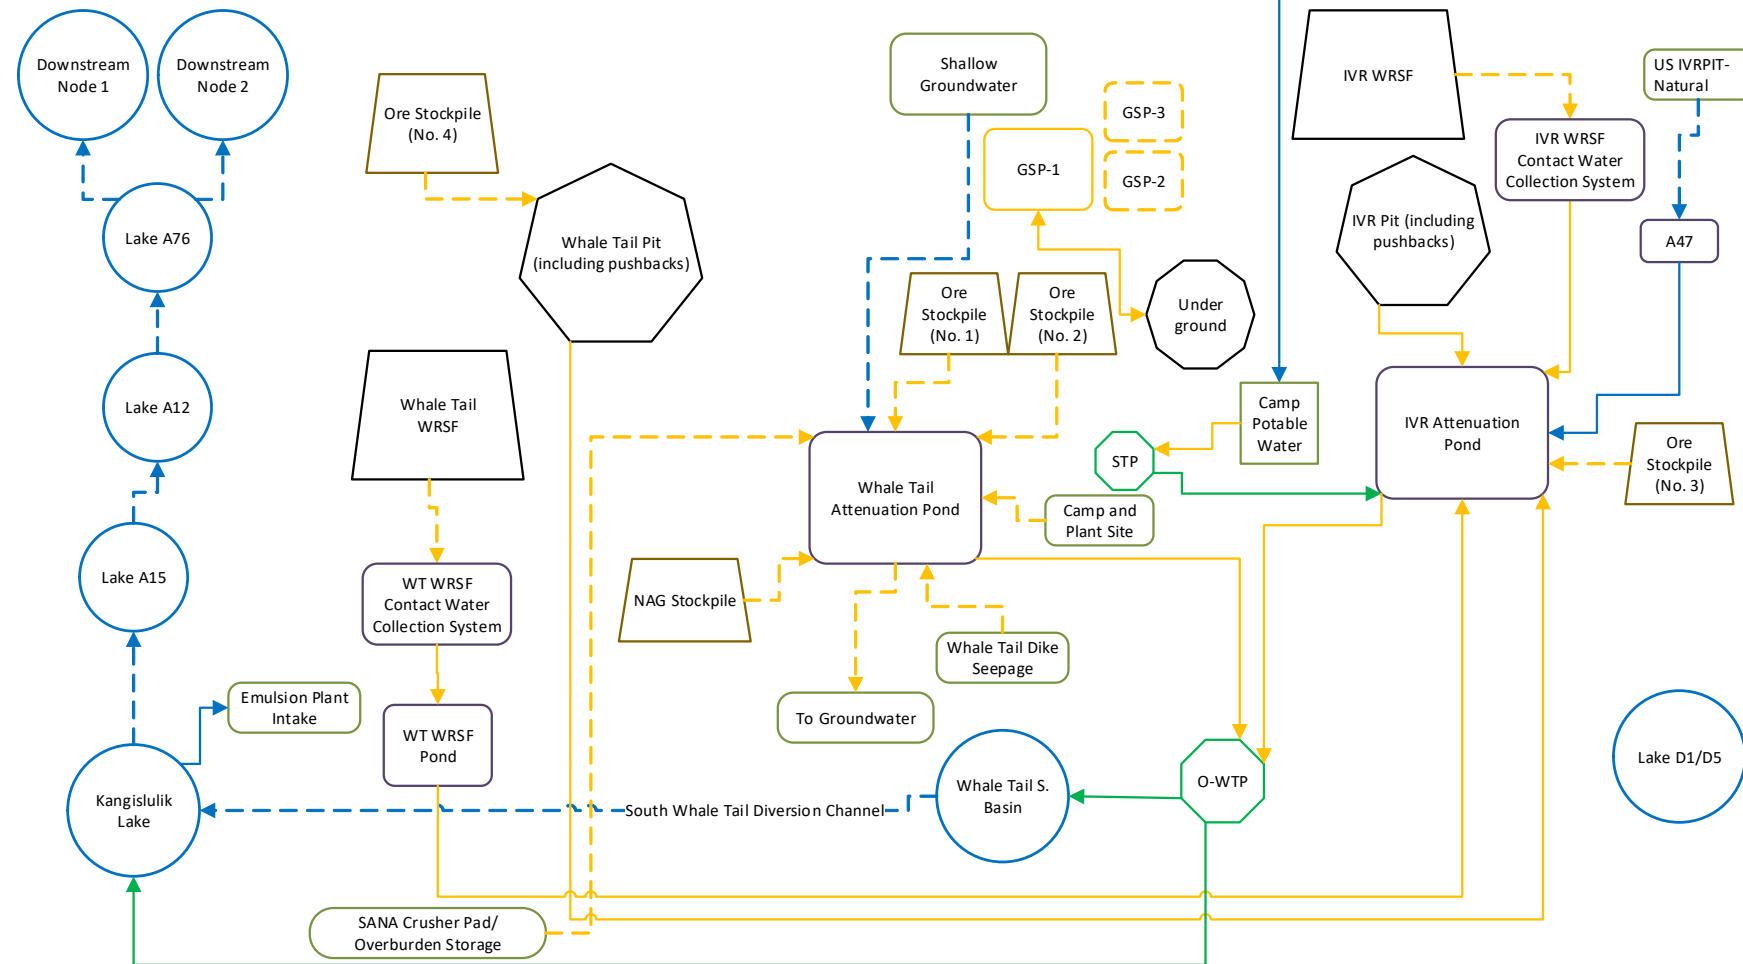 Downstream
Node 1
Downstream
Node 2
Lake A76
Lake A12
Lake A15
Kangislulik
Lake
Emulsion Plant
Intake
Ore Stockpile
(No. 4)
Whale Tail Pit
(including pushbacks)
Whale Tail
WRSF
WT WRSF
Contact Water
Collection System
WT WRSF
Pond
SANA Crusher Pad/
Overburden Storage
Shallow
Groundwater
GSP-3
GSP-2
GSP-1
Under
ground
Ore
Stockpile
(No. 1)
Ore
Stockpile
(No. 2)
Whale Tail
Attenuation Pond
NAG Stockpile
To Groundwater
Whale Tail Dike
Seepage
Camp and
Plant Site
STP
Camp
Potable
Water
South Whale Tail Diversion Channel
Whale Tail S.
Basin
O-WTP
IVR WRSF
IVR WRSF
Contact Water
Collection System
US IVRPIT-
Natural
A47
IVR Pit (including
pushbacks)
IVR Attenuation
Pond
Ore
Stockpile
(No. 3)
Lake D1/D5